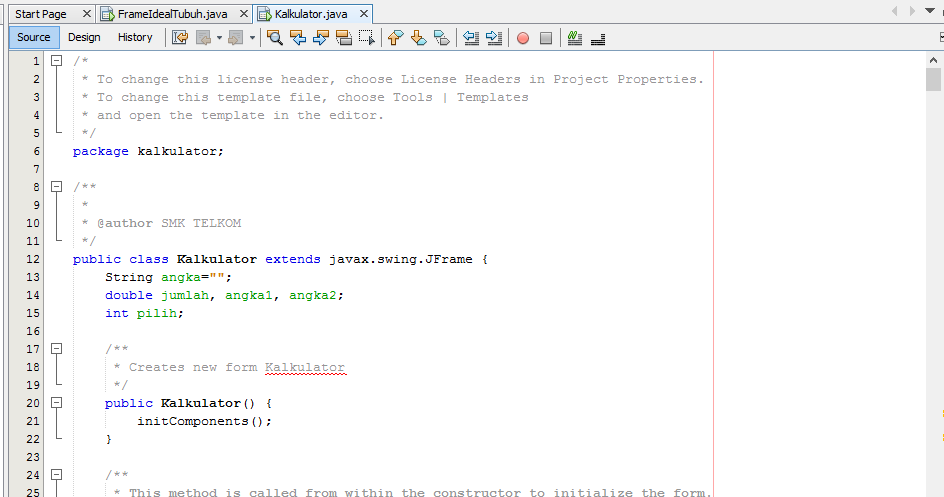 Start Page FrameIdealTubuh.java Kalkulator.java
Source Design History
1 /*
2 * To change this license header, choose License Headers in Project Properties.
3 * To change this template file, choose Tools | Templates
4 * and open the template in the editor.
5 */
6 package kalkulator;
7
8 /**
9 *
10 * @author SMK TELKOM
11 */
12 public class Kalkulator extends javax.swing.JFrame {
13 String angka="";
14 double jumlah, angka1, angka2;
15 int pilih;
16
17 /**
18 * Creates new form Kalkulator
19 */
20 public Kalkulator() {
21 initComponents();
22 }
23
24 /**
25 * This method is called from within the constructor to initialize the form.